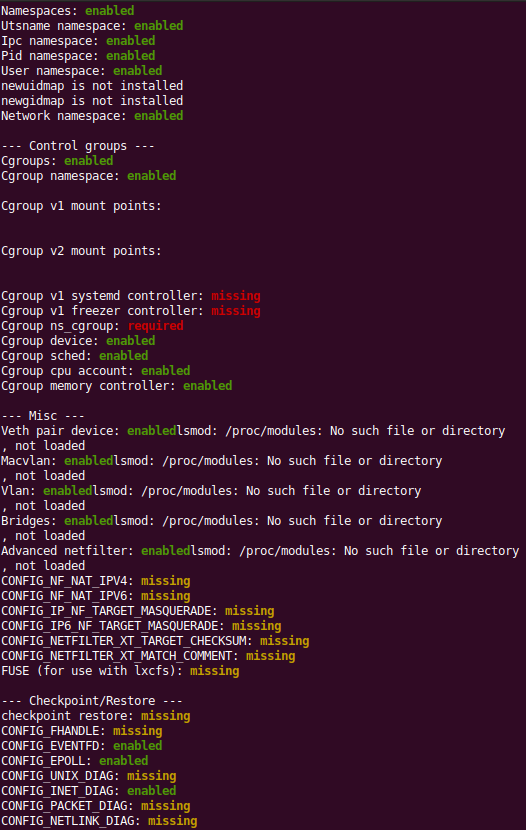 Namespaces: enabled
Utsname namespace: enabled
Ipc namespace: enabled
Pid namespace: enabled
User namespace: enabled
newuidmap is not installed
newgidmap is not installed
Network namespace: enabled
--- Control groups ---
Cgroups: enabled
Cgroup namespace: enabled
Cgroup v1 mount points:
Cgroup v2 mount points:
Cgroup v1 systemd controller: missing
Cgroup v1 freezer controller: missing
Cgroup ns_cgroup: required
Cgroup device: enabled
Cgroup sched: enabled
Cgroup cpu account: enabled
Cgroup memory controller: enabled
--- Misc ---
Veth pair device: enabledlsmod: /proc/modules: No such file or directory
, not loaded
Macvlan: enabledlsmod: /proc/modules: No such file or directory
, not loaded
Vlan: enabledlsmod: /proc/modules: No such file or directory
, not loaded
Bridges: enabledlsmod: /proc/modules: No such file or directory
, not loaded
Advanced netfilter: enabledlsmod: /proc/modules: No such file or directory
, not loaded
CONFIG_NF_NAT_IPV4: missing
CONFIG_NF_NAT_IPV6: missing
CONFIG_IP_NF_TARGET_MASQUERADE: missing
CONFIG_IP6_NF_TARGET_MASQUERADE: missing
CONFIG_NETFILTER_XT_TARGET_CHECKSUM: missing
CONFIG_NETFILTER_XT_MATCH_COMMENT: missing
FUSE (for use with lxcfs): missing
--- Checkpoint/Restore ---
checkpoint restore: missing
CONFIG_FHANDLE: missing
CONFIG_EVENTFD: enabled
CONFIG_EPOLL: enabled
CONFIG_UNIX_DIAG: missing
CONFIG_INET_DIAG: enabled
CONFIG_PACKET_DIAG: missing
CONFIG_NETLINK_DIAG: missing